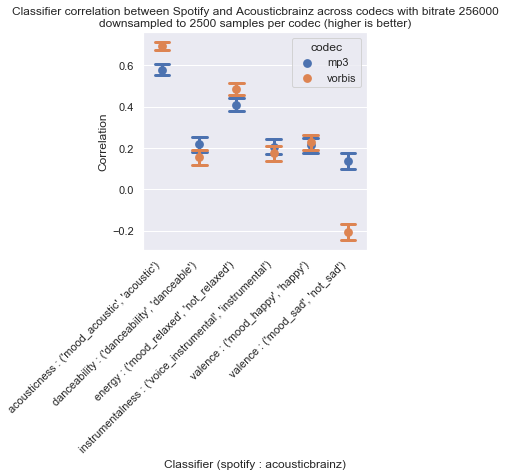 Classifier correlation between Spotify and Acousticbrainz across codecs with bitrate 256000
downsampled to 2500 samples per codec (higher is better)
codec
mp3
vorbis
0.6
0.4
0.2
0.0
−0.2
Correlation
acousticness : ('mood_acoustic', 'acoustic')
danceability : ('danceability', 'danceable')
energy : ('mood_relaxed', 'not_relaxed')
instrumentalness : ('voice_instrumental', 'instrumental')
valence : ('mood_happy', 'happy')
valence : ('mood_sad', 'not_sad')
Classifier (spotify : acousticbrainz)